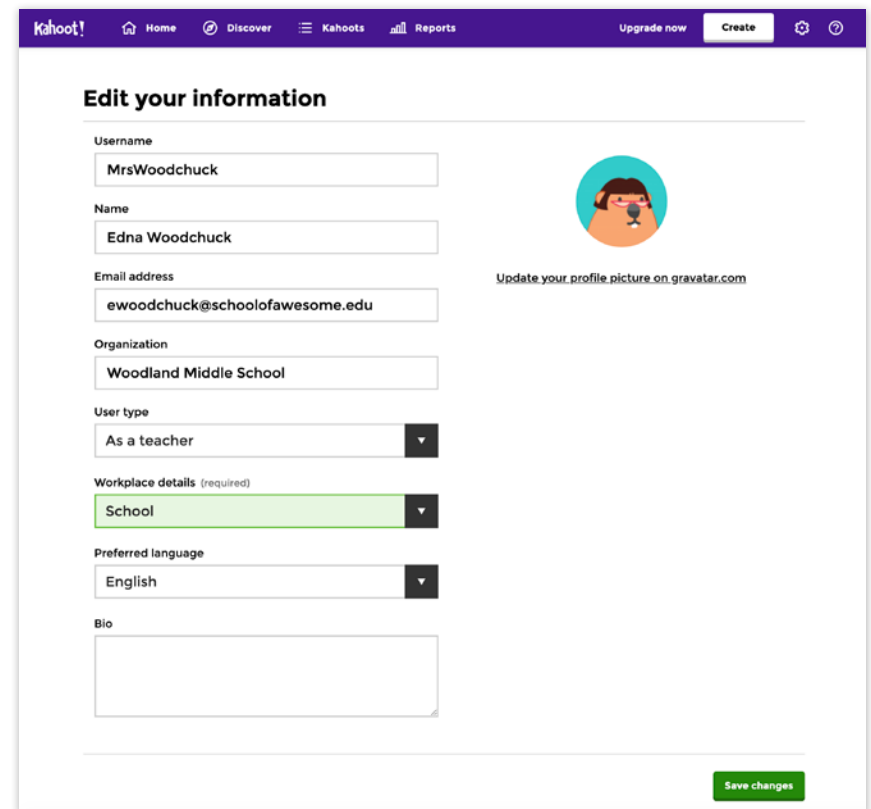 Kahoot! Home Discover Kahoots Reports Upgrade now Create
Edit your information
Username
MrsWoodchuck
Name
Edna Woodchuck
Email address
ewoodchuck@schoolofawesome.edu
Update your profile picture on gravatar.com
Organization
Woodland Middle School
User type
As a teacher
Workplace details (required)
School
Preferred language
English
Bio
Save changes